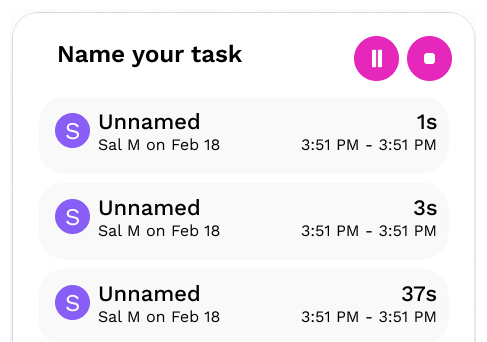 Name your task
S Unnamed 1s
Sal M on Feb 18 3:51 PM - 3:51 PM
S Unnamed 3s
Sal M on Feb 18 3:51 PM - 3:51 PM
S Unnamed 37s
Sal M on Feb 18 3:51 PM - 3:51 PM